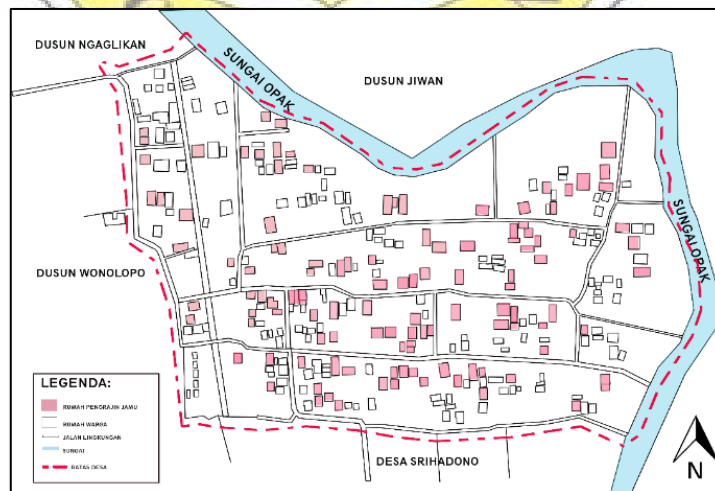 DUSUN NGAGLIKAN
SUNGAI OPAK
DUSUN JIWAN
SUNGAI OPAK
DUSUN WONOLOPO
LEGENDA:
RUMAH PENGRAJIN JAMU
RUMAH WARGA
JALAN LINGKUNGAN
SUNGAI
BATAS DESA
DESA SRIHADONO
N